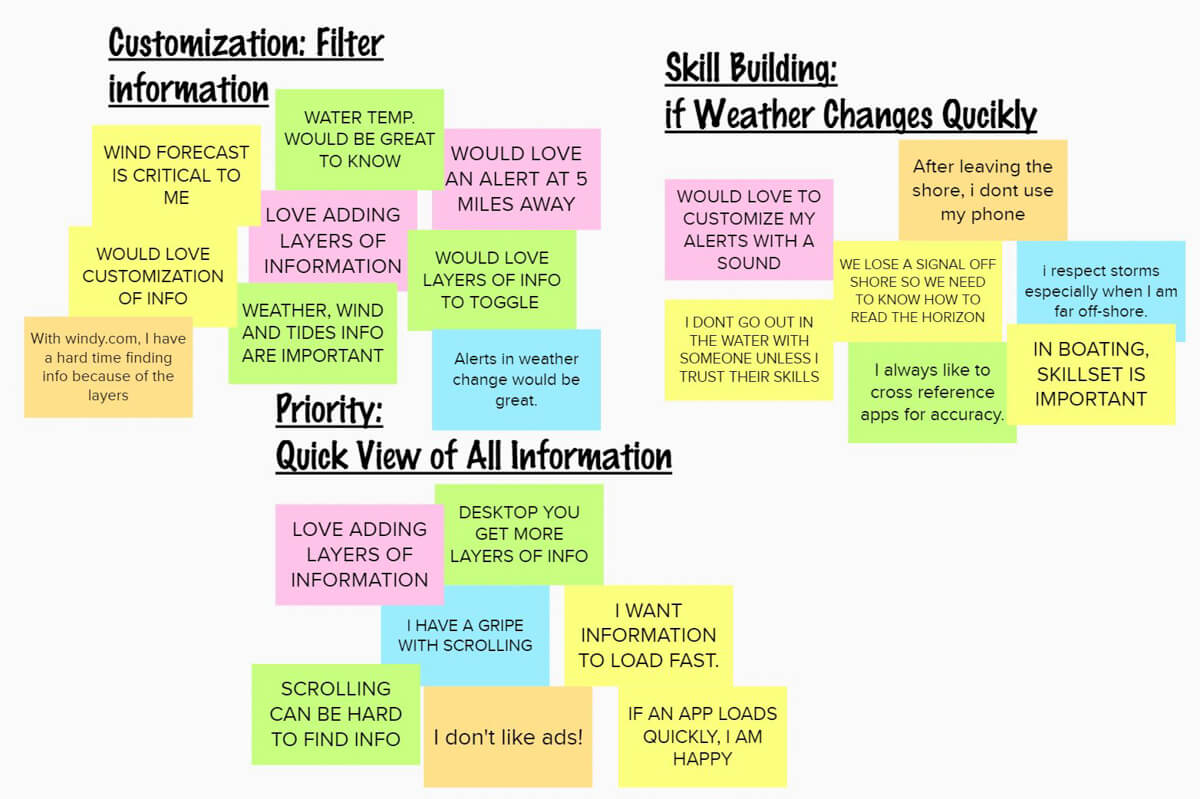 Customization: Filter
information
WATER TEMP.
WOULD BE GREAT
TO KNOW
WIND FORECAST
IS CRITICAL TO
ME
WOULD LOVE
AN ALERT AT 5
MILES AWAY
LOVE ADDING
LAYERS OF
INFORMATION
WOULD LOVE
CUSTOMIZATION
OF INFO
WOULD LOVE
LAYERS OF INFO
TO TOGGLE
WEATHER, WIND
AND TIDES INFO
ARE IMPORTANT
With windy.com, I have
a hard time finding
info because of the
layers
Alerts in weather
change would be
great.
Skill Building:
if Weather Changes Qucikly
After leaving the
shore, i dont use
my phone
WOULD LOVE TO
CUSTOMIZE MY
ALERTS WITH A
SOUND
WE LOSE A SIGNAL OFF
SHORE SO WE NEED
TO KNOW HOW TO
READ THE HORIZON
i respect storms
especially when I am
far off-shore.
I DONT GO OUT IN
THE WATER WITH
SOMEONE UNLESS I
TRUST THEIR SKILLS
I always like to
cross reference
apps for accuracy.
IN BOATING,
SKILLSET IS
IMPORTANT
Priority:
Quick View of All Information
LOVE ADDING
LAYERS OF
INFORMATION
DESKTOP YOU
GET MORE
LAYERS OF INFO
I HAVE A GRIPE
WITH SCROLLING
I WANT
INFORMATION
TO LOAD FAST.
SCROLLING
CAN BE HARD
TO FIND INFO
I don't like ads!
IF AN APP LOADS
QUICKLY, I AM
HAPPY